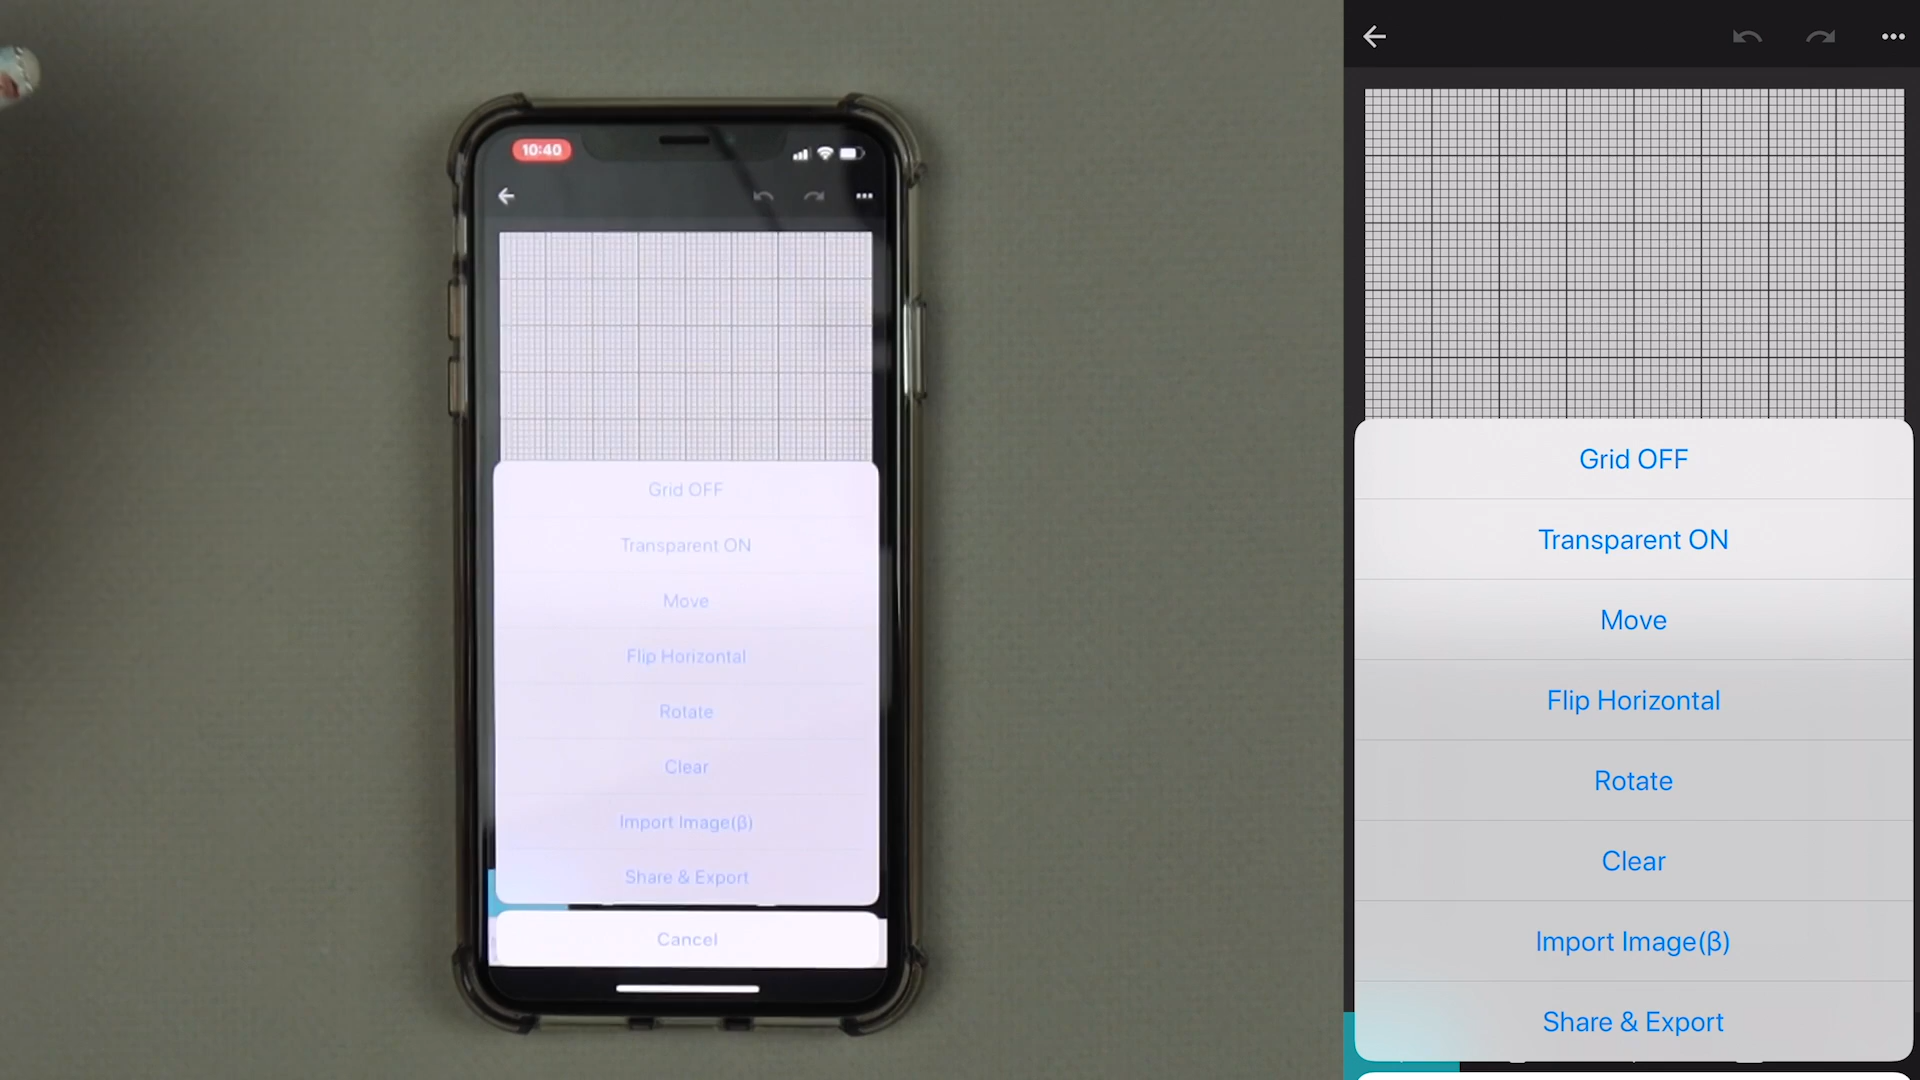 10:40
Grid OFF
Transparent ON
Move
Flip Horizontal
Rotate
Clear
Import Image(β)
Share & Export
Cancel
Grid OFF
Transparent ON
Move
Flip Horizontal
Rotate
Clear
Import Image(β)
Share & Export